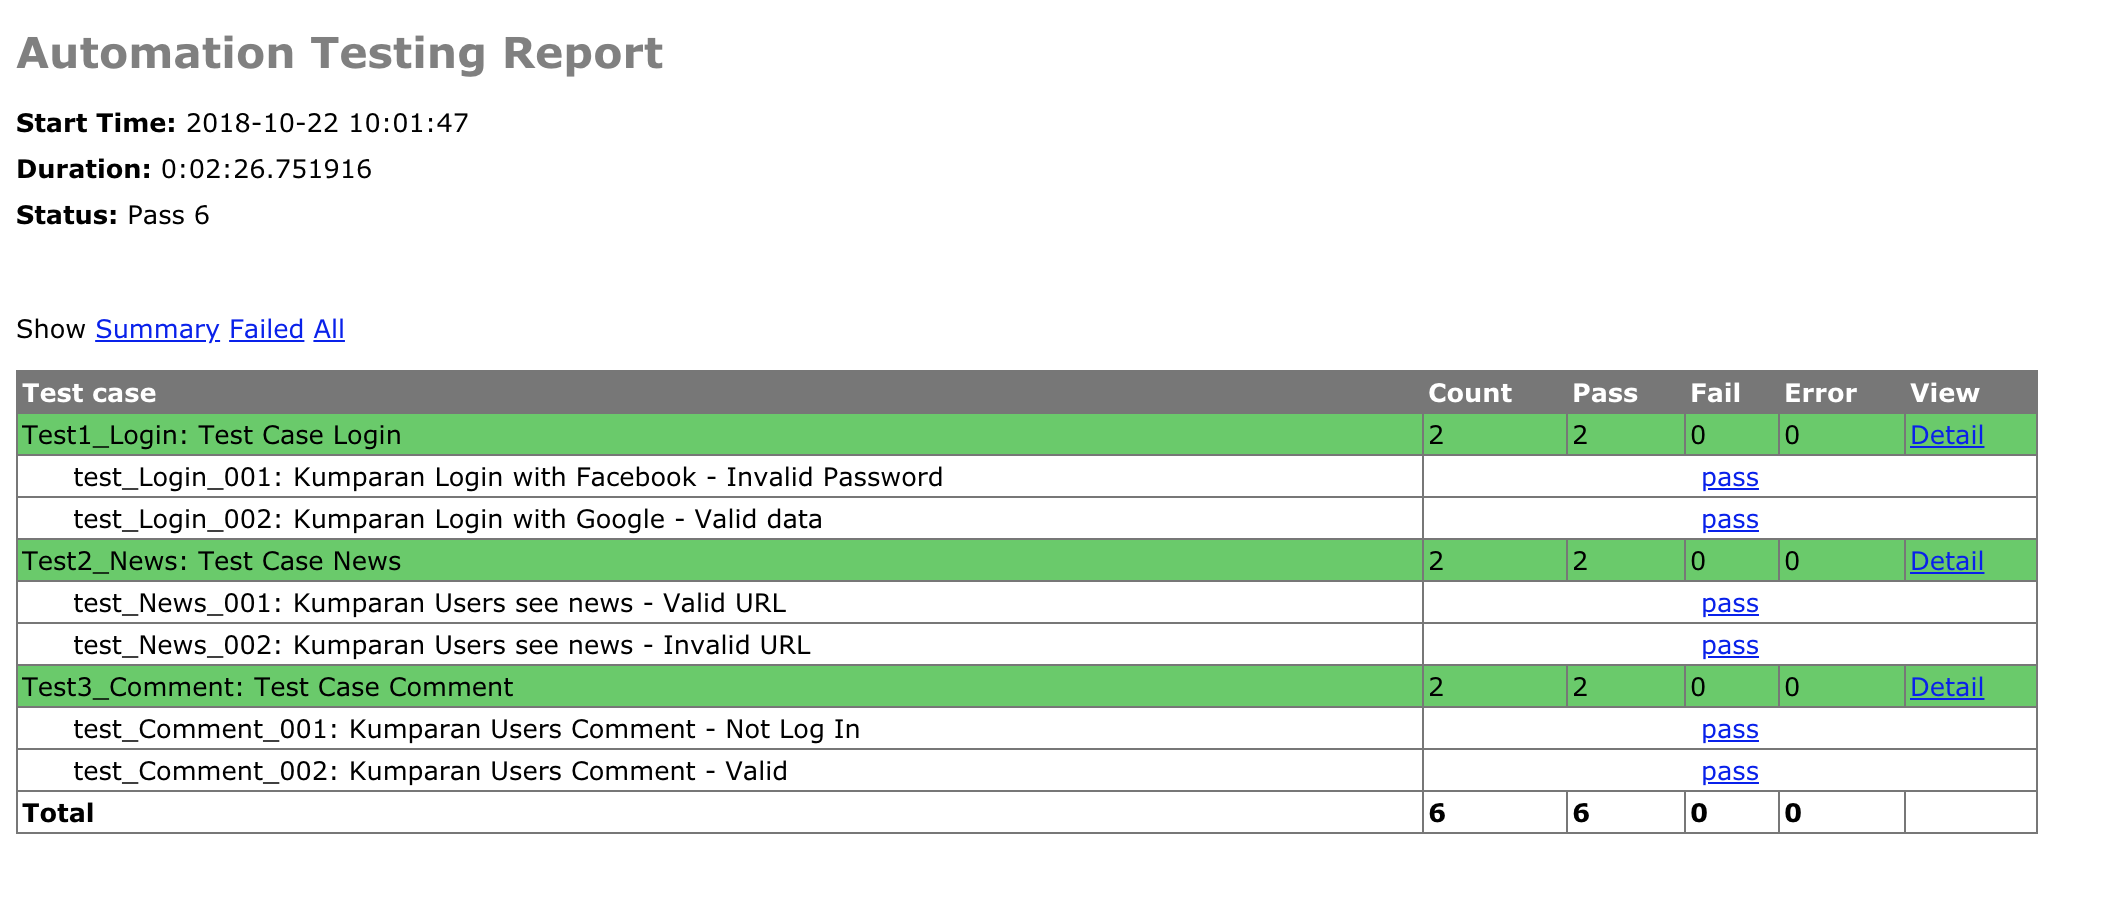 Automation Testing Report
Start Time: 2018-10-22 10:01:47
Duration: 0:02:26.751916
Status: Pass 6
Show Summary Failed All
Test case Count Pass Fail Error View
Test1_Login: Test Case Login 2 2 0 0 Detail
test_Login_001: Kumparan Login with Facebook - Invalid Password pass
test_Login_002: Kumparan Login with Google - Valid data pass
Test2_News: Test Case News 2 2 0 0 Detail
test_News_001: Kumparan Users see news - Valid URL pass
test_News_002: Kumparan Users see news - Invalid URL pass
Test3_Comment: Test Case Comment 2 2 0 0 Detail
test_Comment_001: Kumparan Users Comment - Not Log In pass
test_Comment_002: Kumparan Users Comment - Valid pass
Total 6 6 0 0